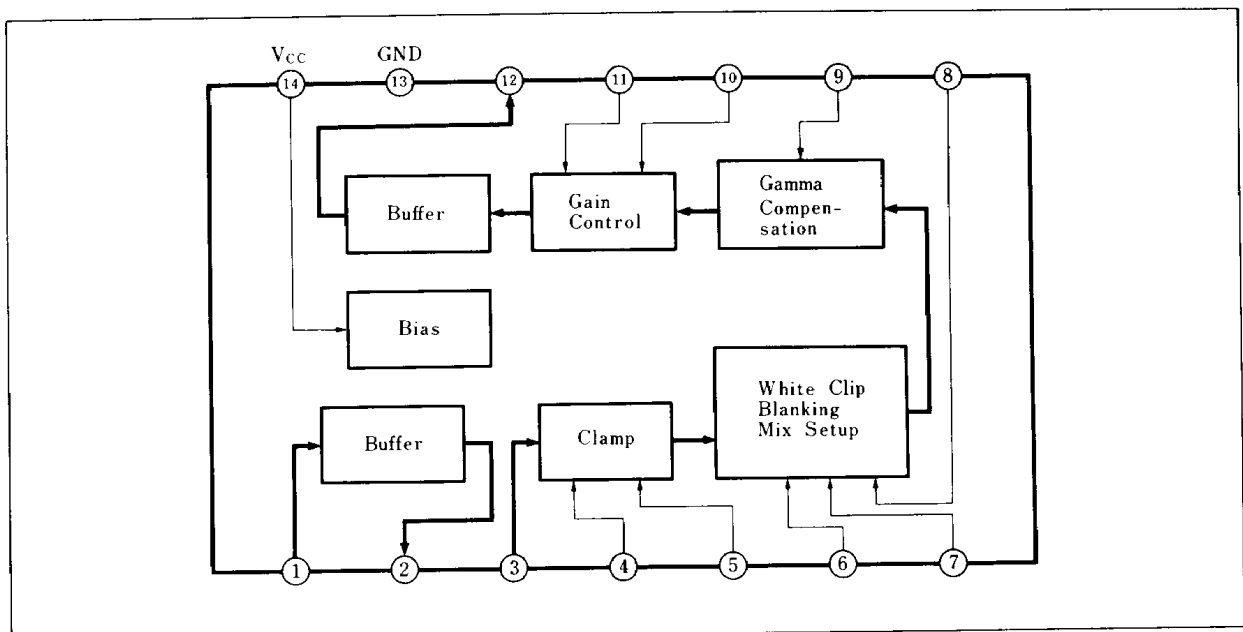 VCC
GND
14
13
12
11
10
9
8
Buffer
Gain
Control
Gamma
Compen-
sation
Bias
Buffer
Clamp
White Clip
Blanking
Mix Setup
1
2
3
4
5
6
7